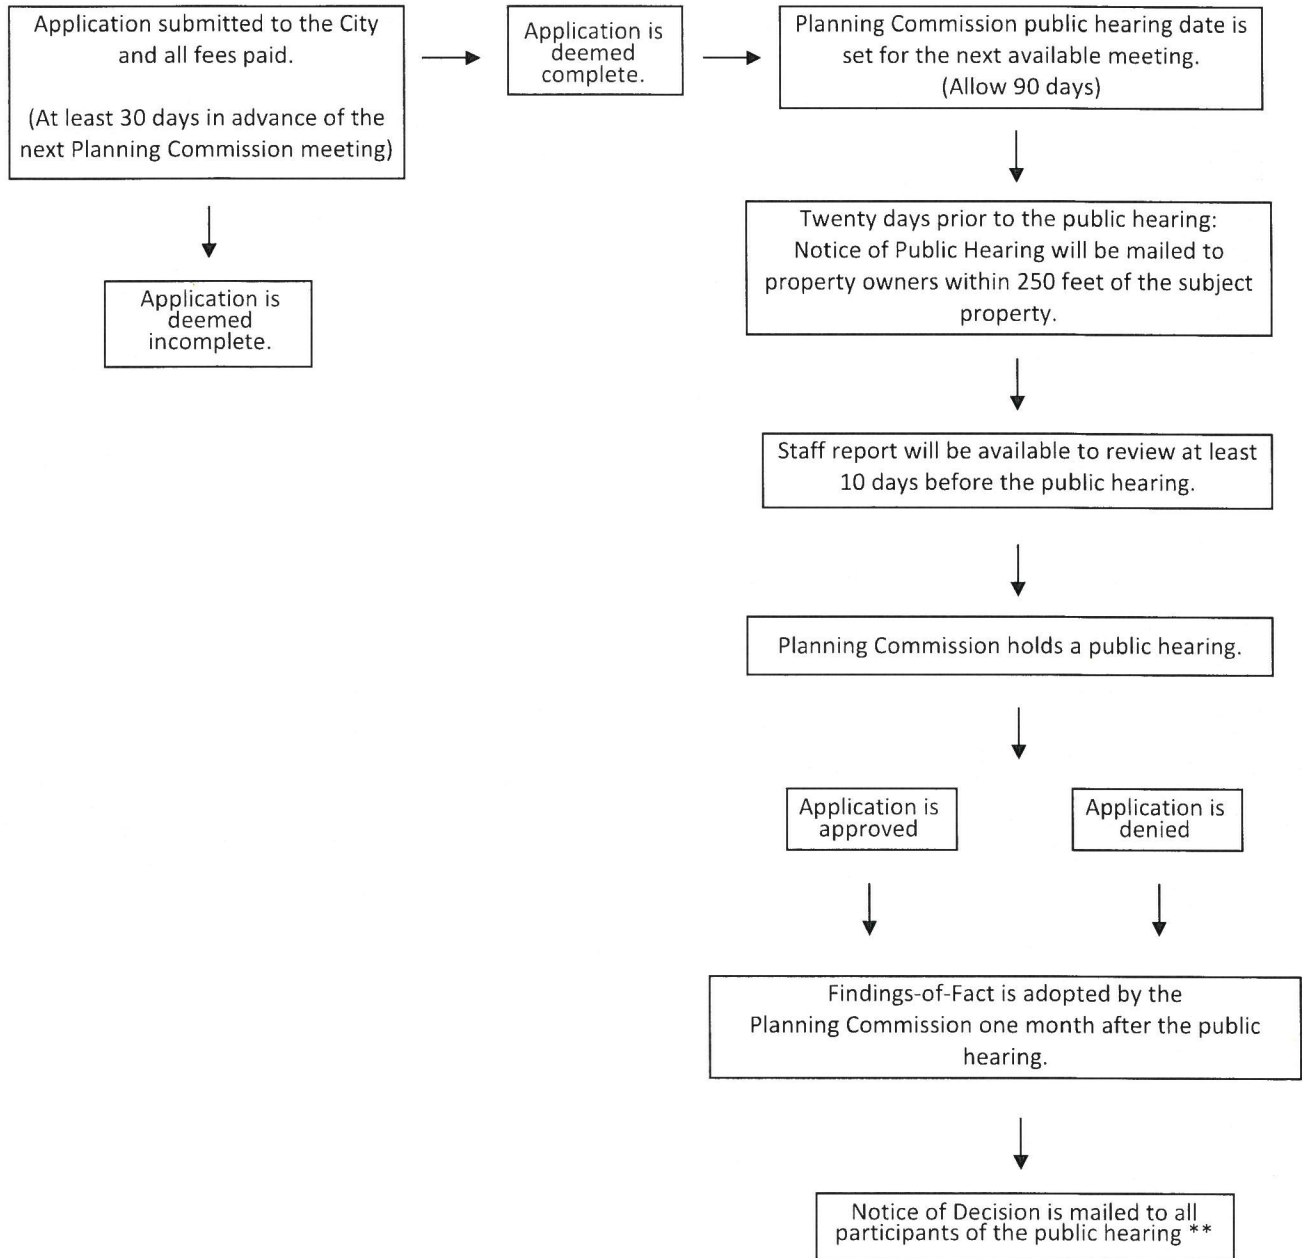 Application submitted to the City
and all fees paid.
(At least 30 days in advance of the
next Planning Commission meeting)
Application is
deemed
complete.
Planning Commission public hearing date is
set for the next available meeting.
(Allow 90 days)
Application is
deemed
incomplete.
Twenty days prior to the public hearing:
Notice of Public Hearing will be mailed to
property owners within 250 feet of the subject
property.
Staff report will be available to review at least
10 days before the public hearing.
Planning Commission holds a public hearing.
Application is
approved
Application is
denied
Findings-of-Fact is adopted by the
Planning Commission one month after the public
hearing.
Notice of Decision is mailed to all
participants of the public hearing **